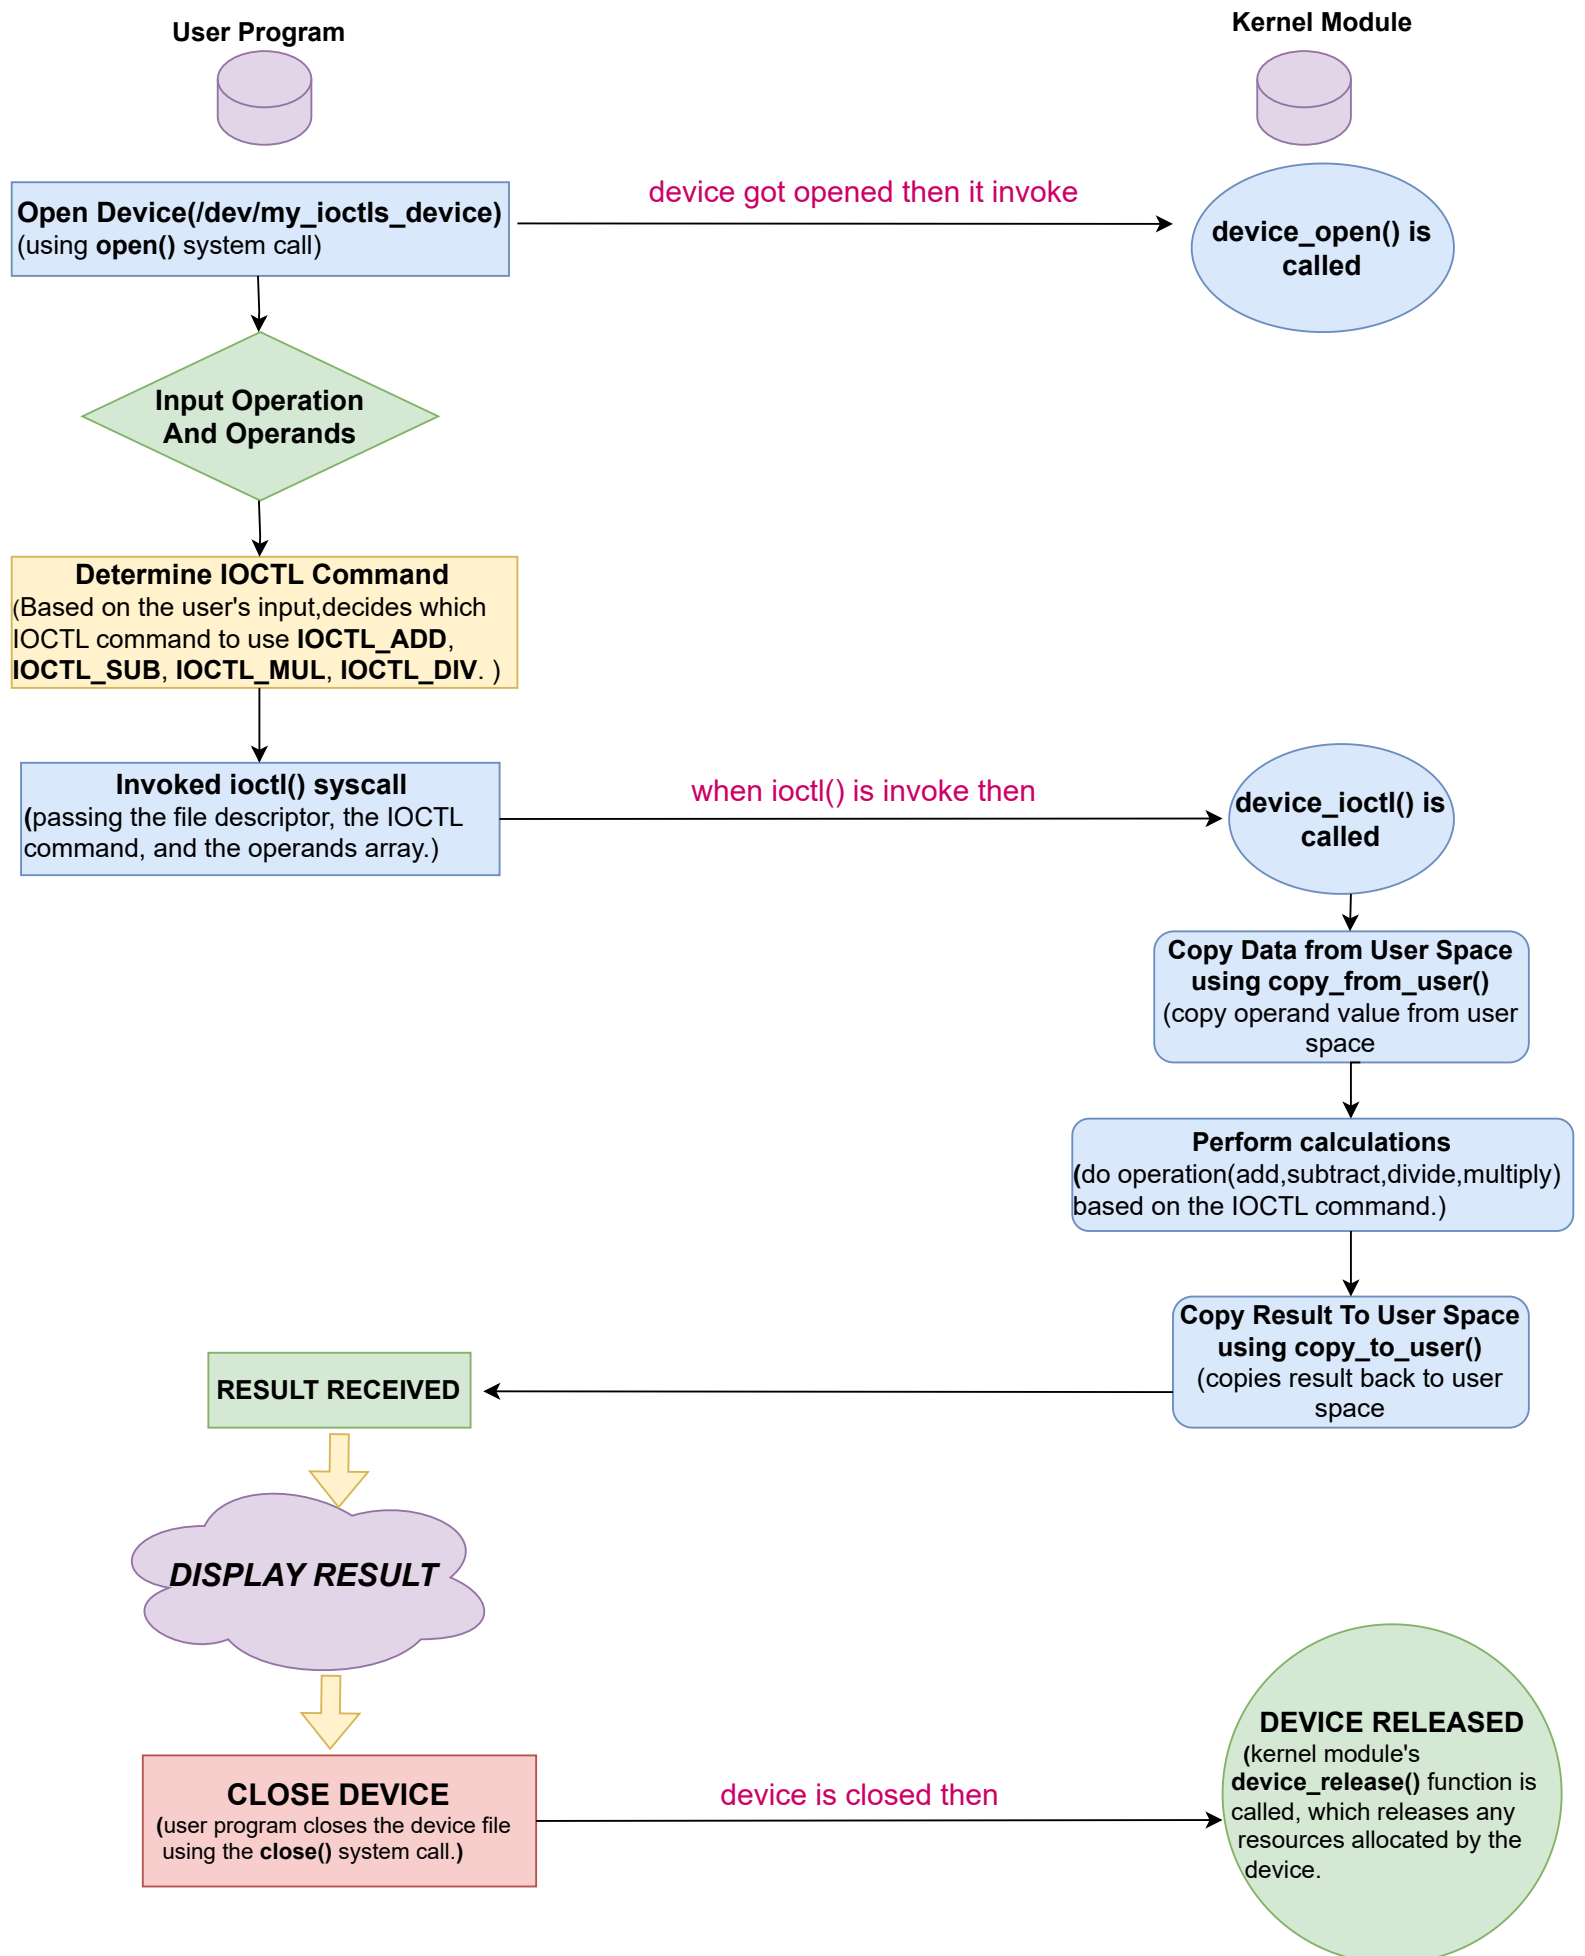 User Program
Kernel Module
Open Device(/dev/my_ioctls_device)
(using open() system call)
device got opened then it invoke
device_open() is
called
Input Operation
And Operands
Determine IOCTL Command
(Based on the user's input,decides which
IOCTL command to use IOCTL_ADD,
IOCTL_SUB, IOCTL_MUL, IOCTL_DIV. )
Invoked ioctl() syscall
(passing the file descriptor, the IOCTL
command, and the operands array.)
when ioctl() is invoke then
device_ioctl() is
called
Copy Data from User Space
using copy_from_user()
(copy operand value from user
space
Perform calculations
(do operation(add,subtract,divide,multiply)
based on the IOCTL command.)
Copy Result To User Space
using copy_to_user()
(copies result back to user
space
RESULT RECEIVED
DISPLAY RESULT
CLOSE DEVICE
(user program closes the device file
using the close() system call.)
device is closed then
DEVICE RELEASED
(kernel module's
device_release() function is
called, which releases any
resources allocated by the
device.